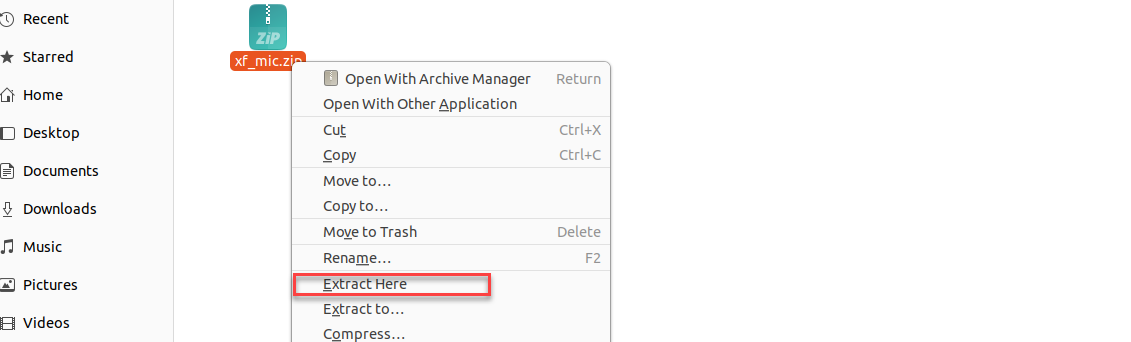 Recent
Starred
Home
Desktop
Documents
Downloads
Music
Pictures
Videos
ZiP
xf_mic.zip
Open With Archive Manager Return
Open With Other Application
Cut Ctrl+X
Copy Ctrl+C
Move to…
Copy to…
Move to Trash Delete
Rename… F2
Extract Here
Extract to…
Compress…